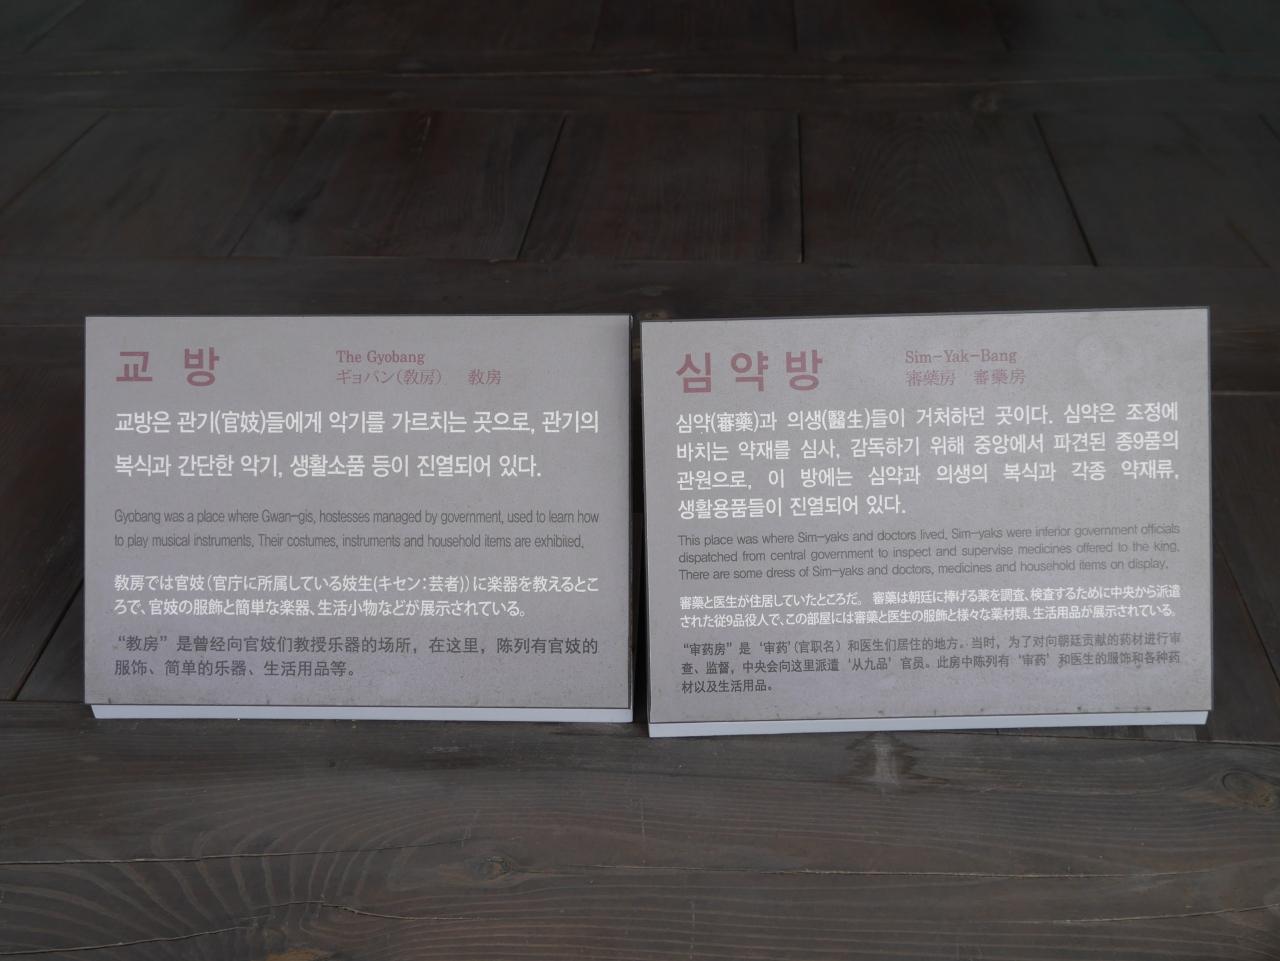 교 방
The Gyobang
ギョバン(敎房) 教房
교방은 관기(官妓)들에게 악기를 가르치는 곳으로, 관기의
복식과 간단한 악기, 생활소품 등이 진열되어 있다.
Gyobang was a place where Gwan-gis, hostesses managed by government, used to learn how
to play musical instruments. Their costumes, instruments and household items are exhibited.
敎房では官妓(官庁に所属している妓生(キセン:芸者))に楽器を教えるとこ
ろで、官妓の服飾と簡単な楽器、生活小物などが展示されている。
“教房”是曾经向官妓们教授乐器的场所，在这里，陈列有官妓的
服饰、简单的乐器、生活用品等。
심약방
Sim-Yak-Bang
審藥房 審藥房
심약(審藥)과 의생(醫生)들이 거처하던 곳이다. 심약은 조정에
바치는 약재를 심사, 감독하기 위해 중앙에서 파견된 종9품의
관원으로, 이 방에는 심약과 의생의 복식과 각종 약재류,
생활용품들이 진열되어 있다.
This place was where Sim-yaks and doctors lived. Sim-yaks were inferior government officials
dispatched from central government to inspect and supervise medicines offered to the king.
There are some dress of Sim-yaks and doctors, medicines and household items on display.
審薬と医生が住居していたところだ。 審薬は朝廷に捧げる薬を調査、検査するために中央から派遣
された従9品役人で、この部屋には審薬と医生の服飾と様々な薬材類、生活用品が展示されている。
“审药房”是‘审药’(官职名）和医生们居住的地方。当时，为了对向朝廷贡献的药材进行审
查、监督，中央会向这里派遣‘从九品’官员。此房中陈列有‘审药’和医生的服饰和各种药
材以及生活用品。